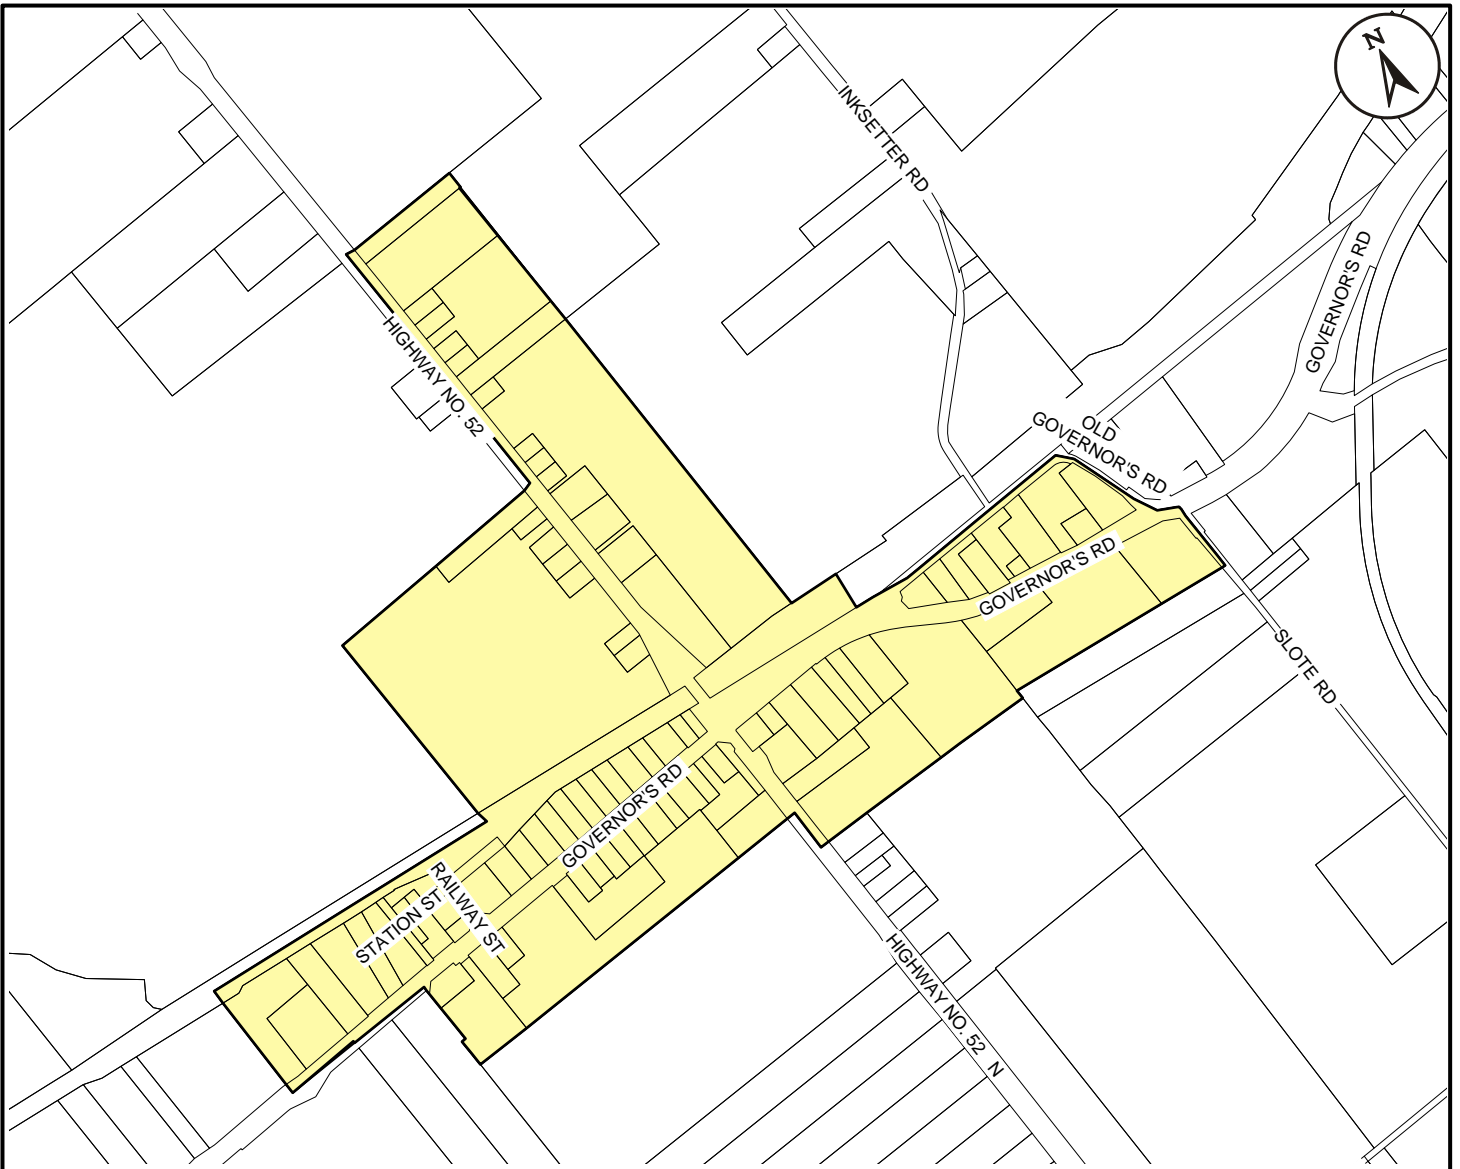 N
INKSETTER RD
GOVERNOR'S RD
HIGHWAY NO. 52
OLD
GOVERNOR'S RD
GOVERNOR'S RD
SLOTE RD
GOVERNOR'S RD
RAILWAY ST
STATION ST
HIGHWAY NO. 52 N